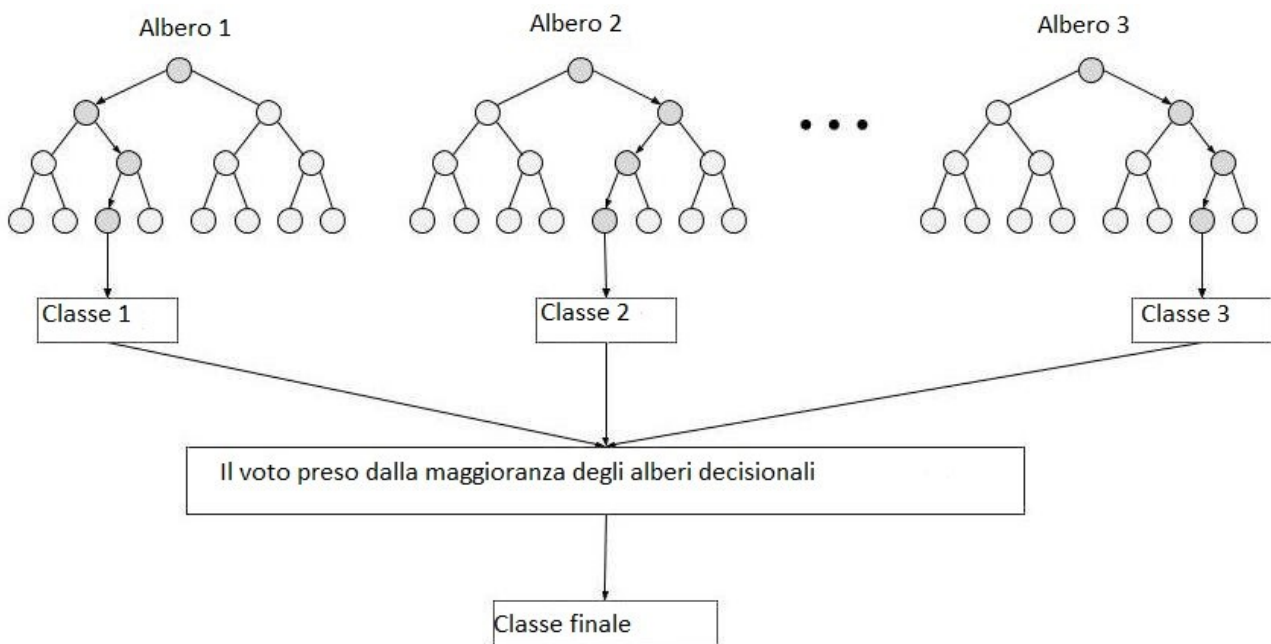 Albero 1
Albero 2
Albero 3
Classe 1
Classe 2
Classe 3
Il voto preso dalla maggioranza degli alberi decisionali
Classe finale